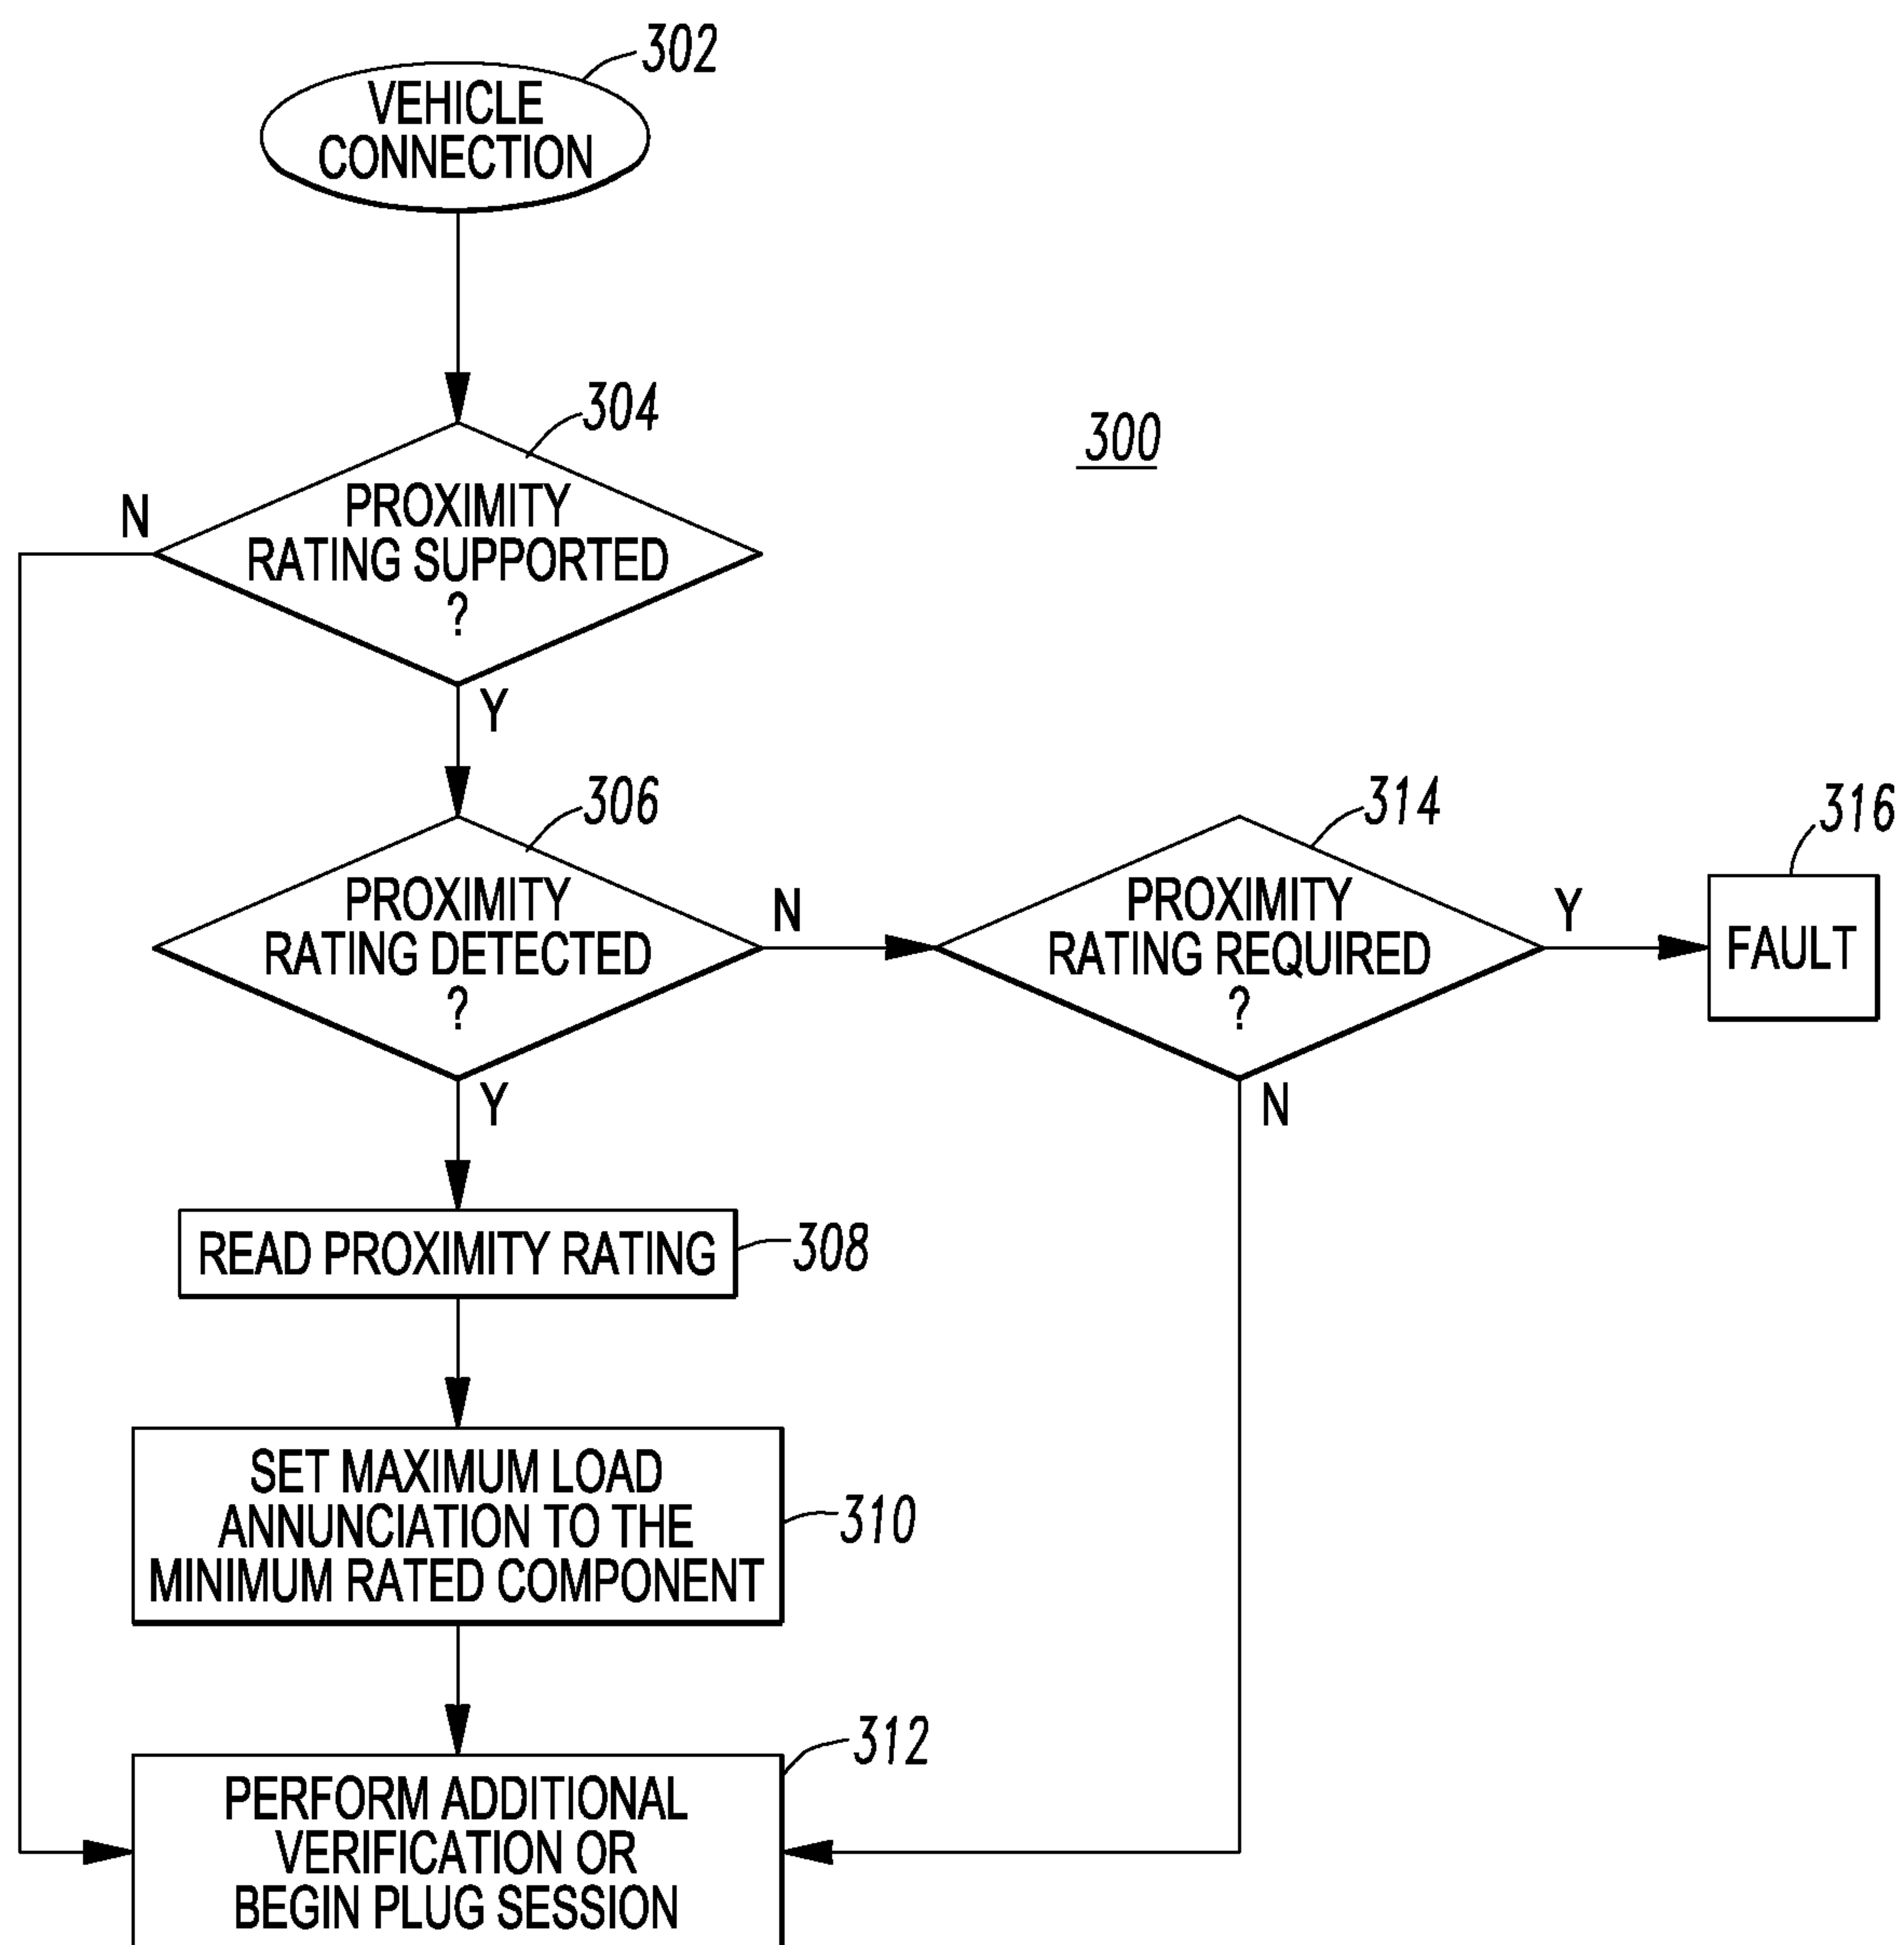 302
VEHICLE
CONNECTION
304
300
N
PROXIMITY
RATING SUPPORTED
?
Y
306
314
316
PROXIMITY
RATING DETECTED
?
N
PROXIMITY
RATING REQUIRED
?
Y
FAULT
Y
N
READ PROXIMITY RATING
308
SET MAXIMUM LOAD
ANNUNCIATION TO THE
MINIMUM RATED COMPONENT
310
312
PERFORM ADDITIONAL
VERIFICATION OR
BEGIN PLUG SESSION